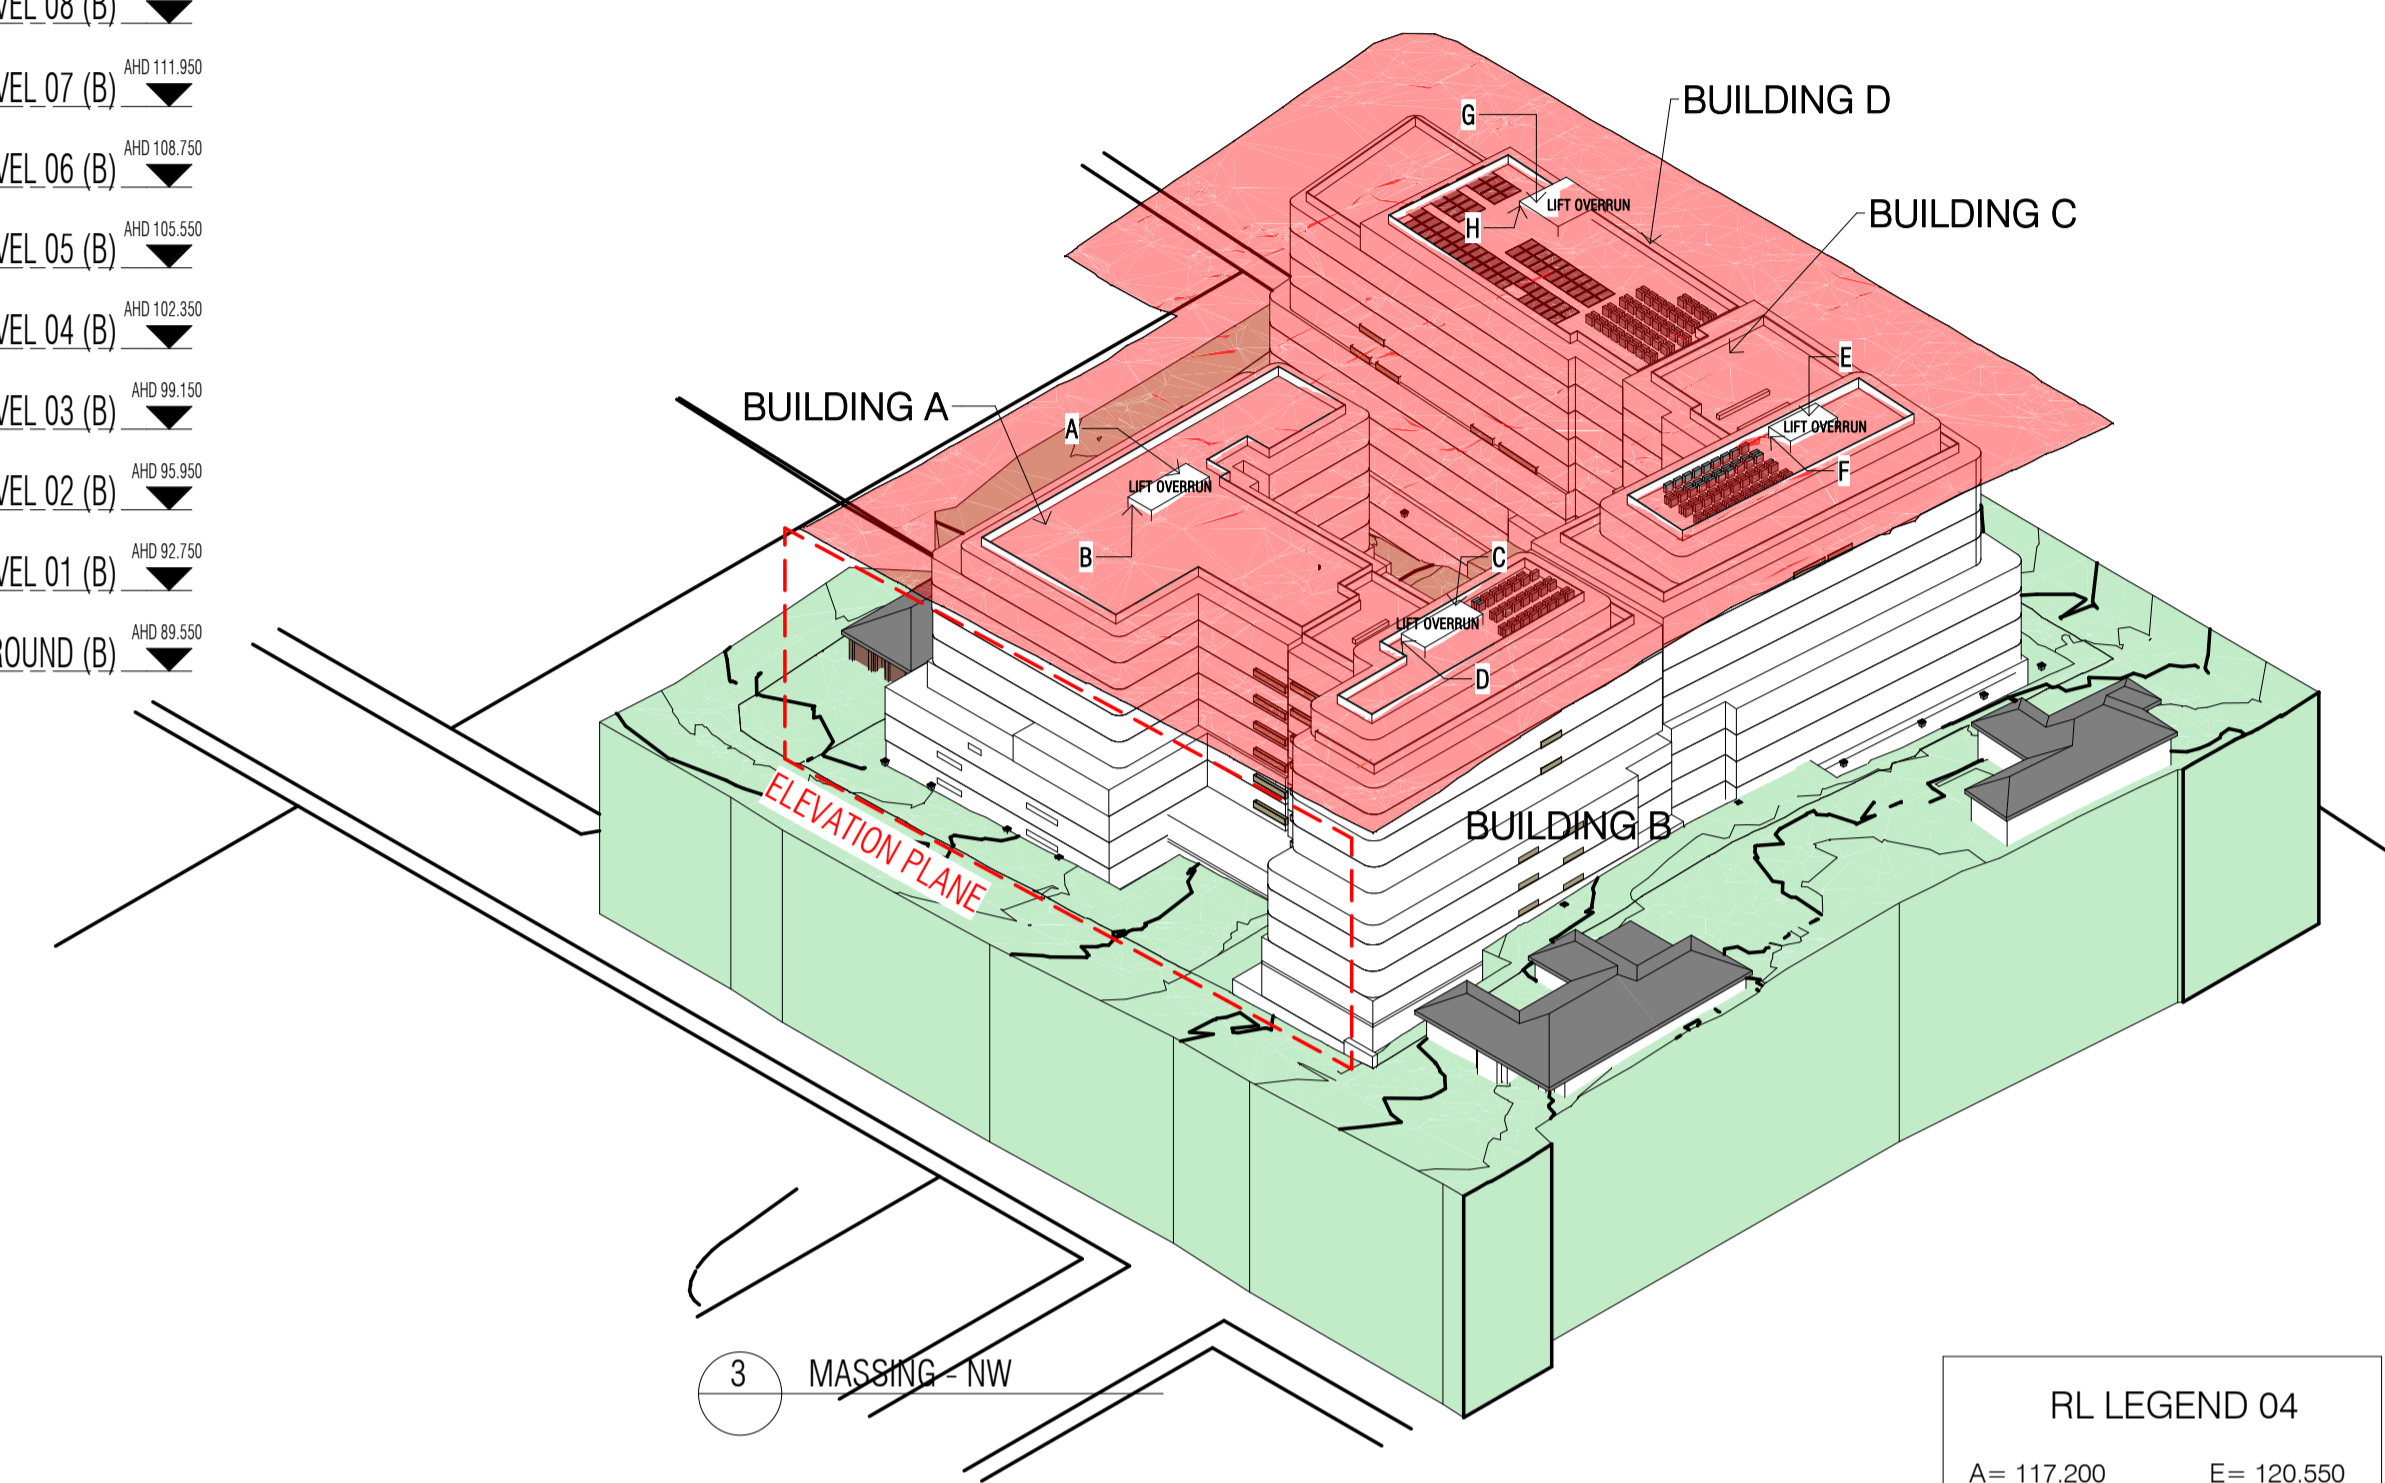 VEL 08 (B)
VEL 07 (B) AHD 111.950
VEL 06 (B) AHD 108.750
VEL 05 (B) AHD 105.550
VEL 04 (B) AHD 102.350
VEL 03 (B) AHD 99.150
VEL 02 (B) AHD 95.950
VEL 01 (B) AHD 92.750
ROUND (B) AHD 89.550
BUILDING D
G
LIFT OVERRUN
H
BUILDING C
E
LIFT OVERRUN
F
BUILDING A
A
LIFT OVERRUN
B
C
LIFT OVERRUN
D
BUILDING B
ELEVATION PLANE
3 MASSING - NW
RL LEGEND 04
A= 117.200 E= 120.550